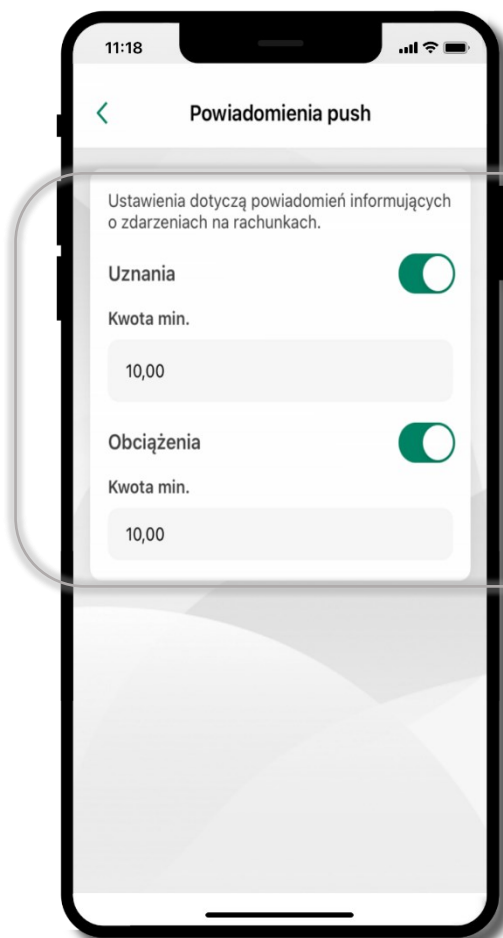 11:18
Powiadomienia push
Ustawienia dotyczą powiadomień informujących
o zdarzeniach na rachunkach.
Uznania
Kwota min.
10,00
Obciążenia
Kwota min.
10,00